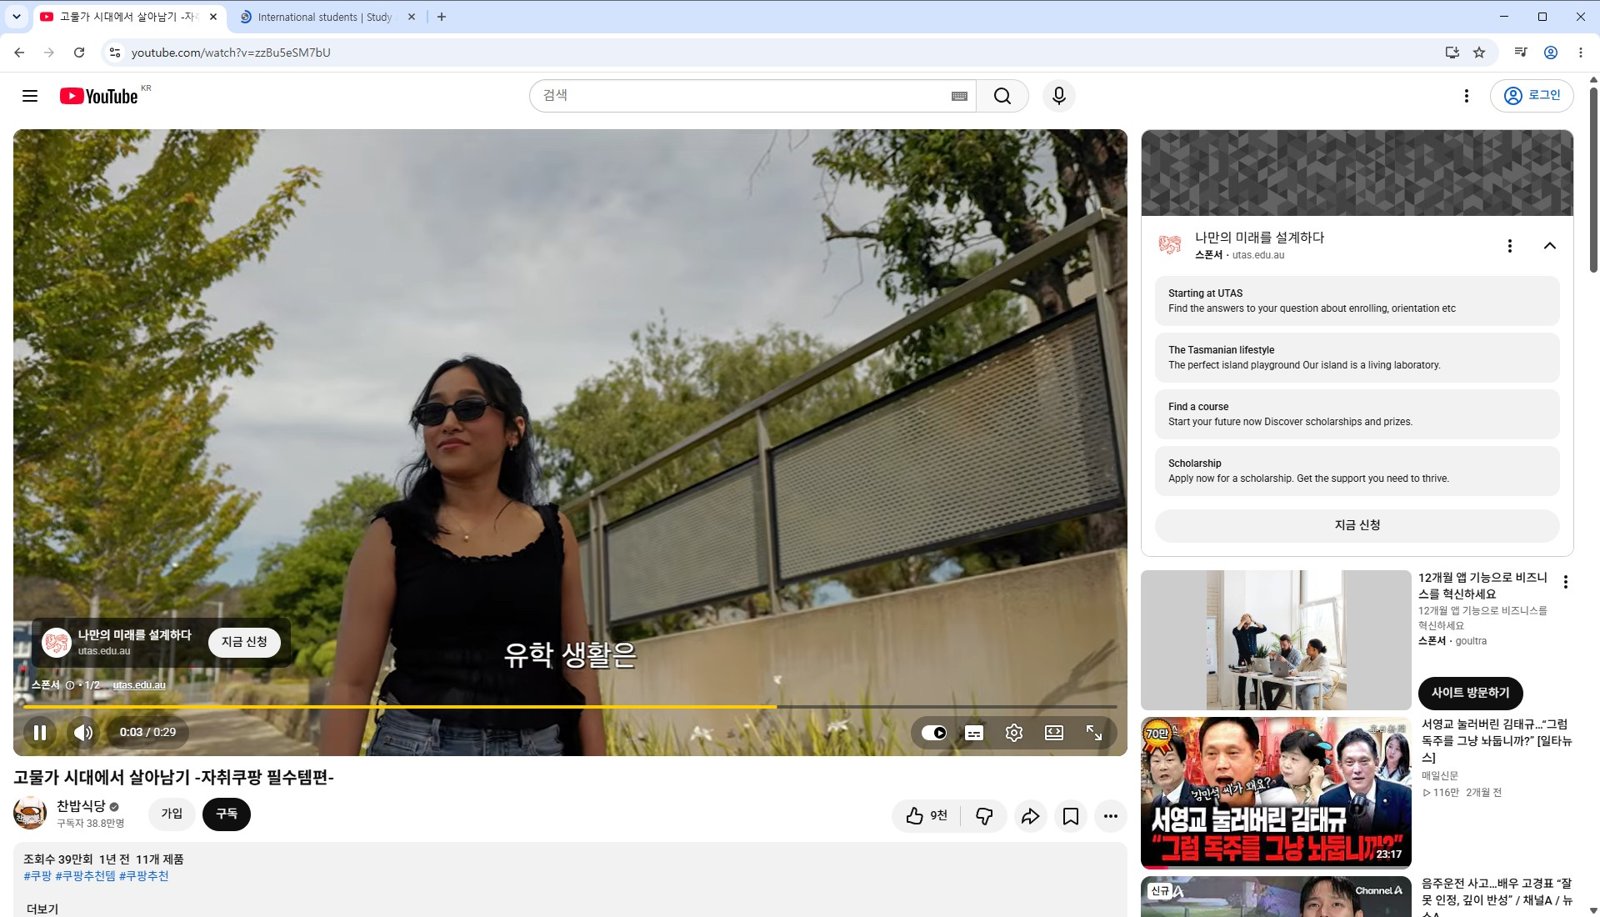 고물가 시대에서 살아남기 -자취
International students | Study
youtube.com/watch?v=zzBu5eSM7bU
YouTube KR
검색
로그인
나만의 미래를 설계하다
utas.edu.au
지금 신청
유학 생활은
스폰서 · 1/2 utas.edu.au
0:03 / 0:29
고물가 시대에서 살아남기 -자취쿠팡 필수템편-
찬밥식당
구독자 38.8만명
가입
구독
9천
조회수 39만회 1년 전 11개 제품
#쿠팡 #쿠팡추천템 #쿠팡추천
더보기
나만의 미래를 설계하다
스폰서 · utas.edu.au
Starting at UTAS
Find the answers to your question about enrolling, orientation etc
The Tasmanian lifestyle
The perfect island playground Our island is a living laboratory.
Find a course
Start your future now Discover scholarships and prizes.
Scholarship
Apply now for a scholarship. Get the support you need to thrive.
지금 신청
12개월 앱 기능으로 비즈니
스를 혁신하세요
12개월 앱 기능으로 비즈니스를
혁신하세요
스폰서 · goultra
사이트 방문하기
70만
서영교 눌러버린 김태규
"그럼 독주를 그냥 놔둡니까?"
23:17
서영교 눌러버린 김태규..."그럼
독주를 그냥 놔둡니까?" [일타뉴
스]
매일신문
116만 2개월 전
신규
Channel A
음주운전 사고...배우 고경표 "잘
못 인정, 깊이 반성" / 채널A / 뉴
스A